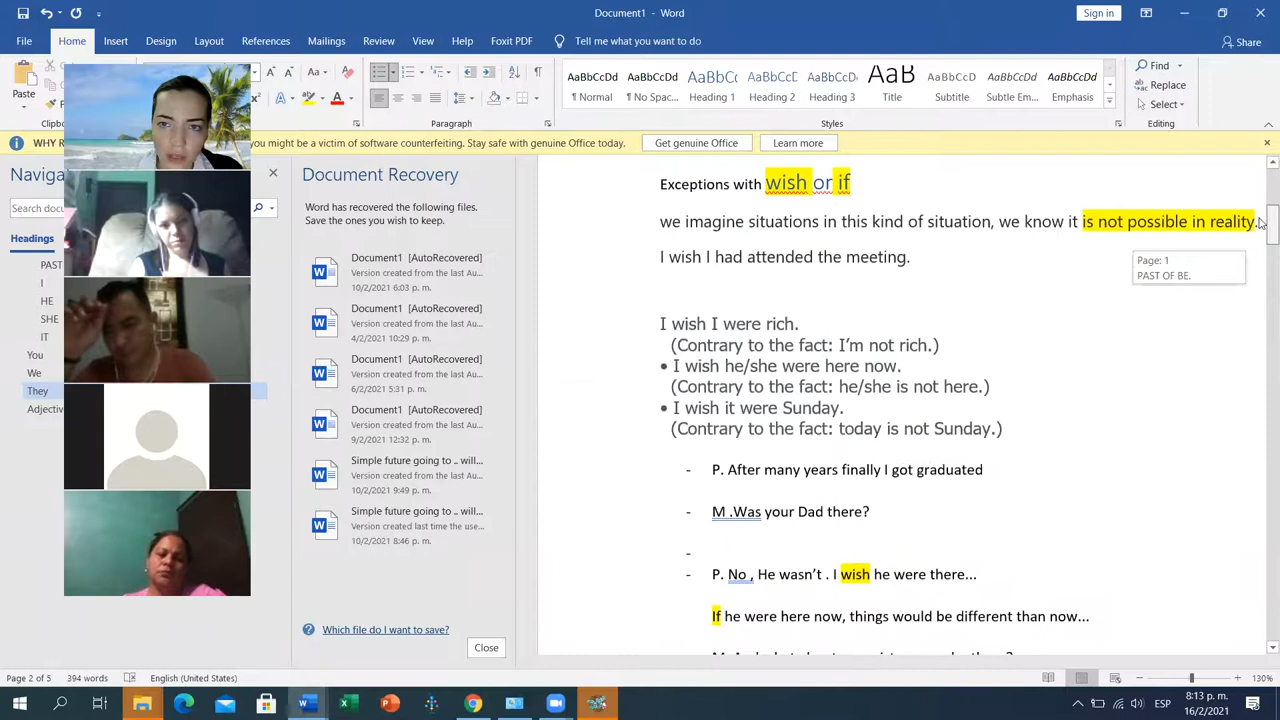 Document1 - Word
Sign in
File Home Insert Design Layout References Mailings Review View Help Foxit PDF Tell me what you want to do
Share
Paste
AaBbCcDd AaBbCcDd AaBbC AaBbCcC AaBbCcD AaB AaBbCcD AaBbCcDd AaBbCcDd
¶ Normal ¶ No Spac... Heading 1 Heading 2 Heading 3 Title Subtitle Subtle Em... Emphasis
Find
Replace
Select
Paragraph
Styles
Editing
WHY R
you might be a victim of software counterfeiting. Stay safe with genuine Office today.
Get genuine Office
Learn more
Headings
PAST
I
HE
SHE
IT
You
We
They
Document Recovery
Word has recovered the following files.
Save the ones you wish to keep.
Document1 [AutoRecovered]
Version created from the last Au...
10/2/2021 6:03 p. m.
Document1 [AutoRecovered]
Version created from the last Au...
4/2/2021 10:29 p. m.
Document1 [AutoRecovered]
Version created from the last Au...
6/2/2021 5:31 p. m.
Document1 [AutoRecovered]
Version created from the last Au...
9/2/2021 12:32 p. m.
Simple future going to .. will...
Version created from the last Au...
10/2/2021 9:49 p. m.
Simple future going to .. will...
Version created last time the use...
10/2/2021 8:46 p. m.
Which file do I want to save?
Close
Exceptions with wish or if
we imagine situations in this kind of situation, we know it is not possible in reality.
I wish I had attended the meeting.
Page: 1
PAST OF BE.
I wish I were rich.
(Contrary to the fact: I’m not rich.)
• I wish he/she were here now.
(Contrary to the fact: he/she is not here.)
• I wish it were Sunday.
(Contrary to the fact: today is not Sunday.)
- P. After many years finally I got graduated
- M .Was your Dad there?
-
- P. No , He wasn’t . I wish he were there...
If he were here now, things would be different than now...
Page 2 of 5 394 words English (United States)
130%
ESP
8:13 p. m.
16/2/2021